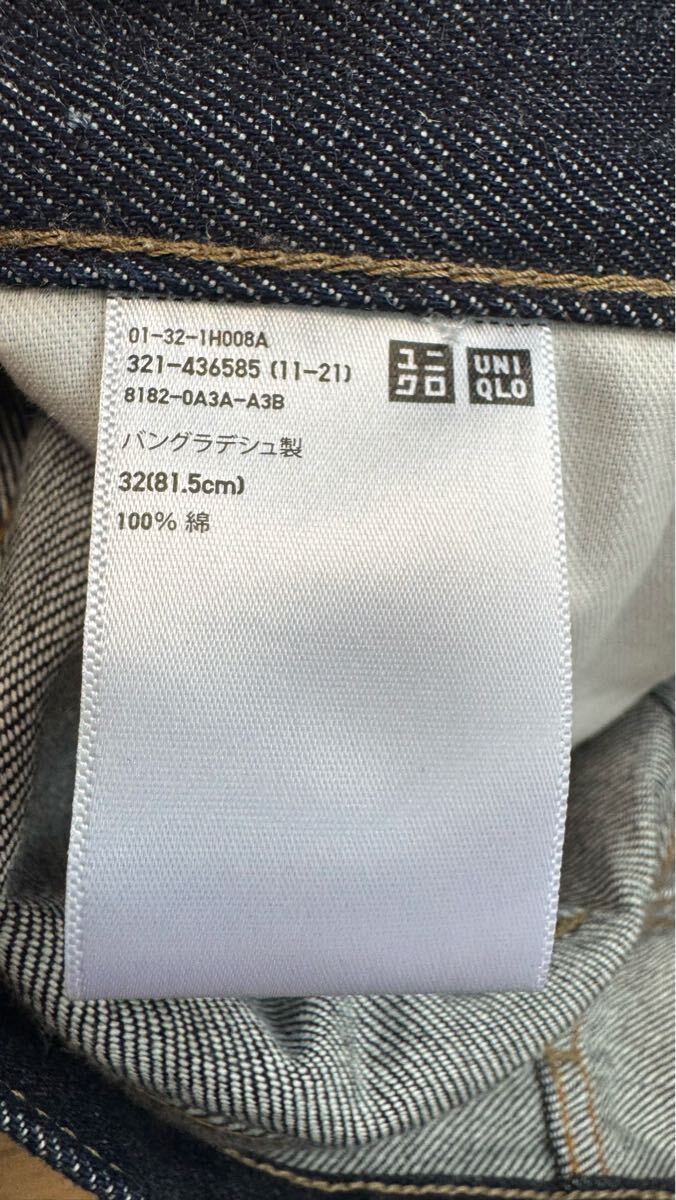 01-32-1H008A
321-436585 (11-21)
8182-0A3A-A3B
バングラデシュ製
32(81.5cm)
100% 綿
ユニ
クロ
UNI
QLO